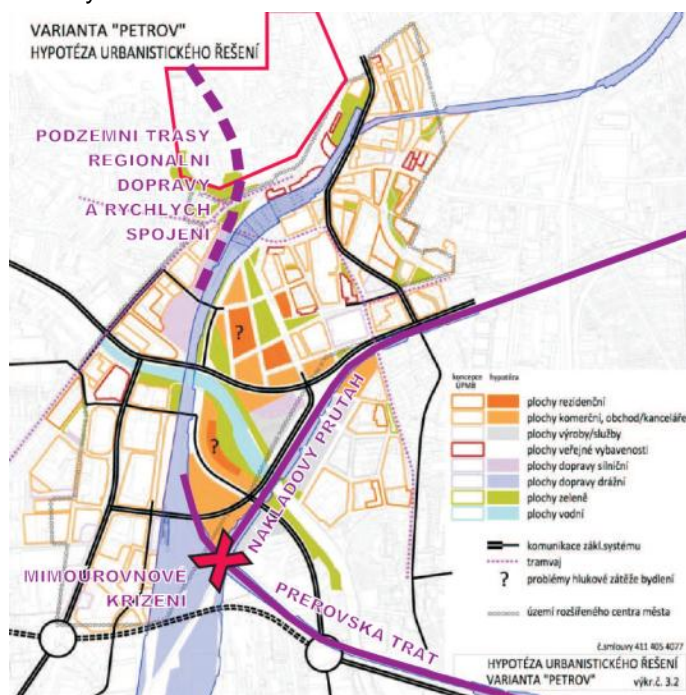 VARIANTA "PETROV"
HYPOTÉZA URBANISTICKÉHO ŘEŠENÍ
PODZEMNI TRASY
REGIONALNI
DOPRAVY
A RYCHLYCH
SPOJENI
?
?
NAKLADOVY PRUTAH
MIMOUROVNOVE
KRIZENI
PREROVSKA TRAT
koncepce hypotéza
ÚPMB
plochy rezidenční
plochy komerční, obchod/kanceláře
plochy výroby/služby
plochy veřejné vybavenosti
plochy dopravy silniční
plochy dopravy drážní
plochy zeleně
plochy vodní
komunikace zákl.systému
tramvaj
? problémy hlukové zátěže bydlení
území rozšířeného centra města
č.smlouvy 411 405 4077
HYPOTÉZA URBANISTICKÉHO ŘEŠENÍ
VARIANTA "PETROV" výkr.č. 3.2